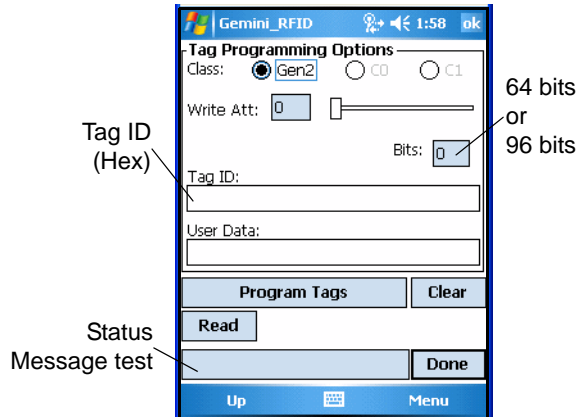 Gemini_RFID 1:58 ok
Tag Programming Options
Class: Gen2 C0 C1
Write Att: 0
64 bits
or
96 bits
Bits: 0
Tag ID
(Hex)
Tag ID:
User Data:
Program Tags Clear
Read
Status
Message test
Done
Up Menu